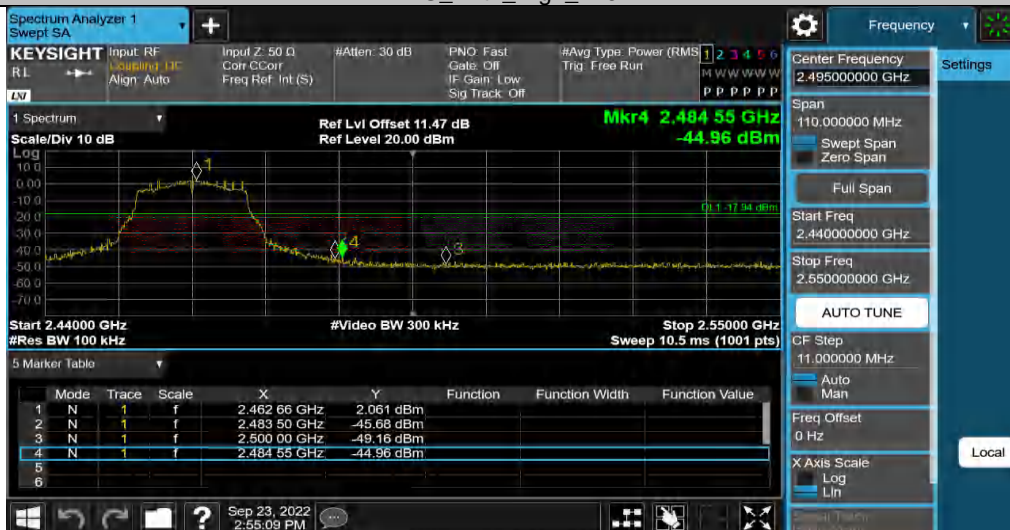 Spectrum Analyzer 1
Swept SA
Frequency
KEYSIGHT
RL
LXI
Input: RF
Coupling: DC
Align: Auto
Input Z: 50 Ω
Corr CCorr
Freq Ref: Int (S)
#Atten: 30 dB
PNO: Fast
Gate: Off
IF Gain: Low
Sig Track: Off
#Avg Type: Power (RMS
Trig: Free Run
1 2 3 4 5 6
M W W W W W
P P P P P P
1 Spectrum
Scale/Div 10 dB
Ref Lvl Offset 11.47 dB
Ref Level 20.00 dBm
Mkr4 2.484 55 GHz
-44.96 dBm
Log
10.0
0.00
-10.0
-20.0
-30.0
-40.0
-50.0
-60.0
-70.0
1
4
3
DL1 -17.94 dBm
Start 2.44000 GHz
#Res BW 100 kHz
#Video BW 300 kHz
Stop 2.55000 GHz
Sweep 10.5 ms (1001 pts)
5 Marker Table
Mode Trace Scale X Y Function Function Width Function Value
1 N 1 f 2.462 66 GHz 2.061 dBm
2 N 1 f 2.483 50 GHz -45.68 dBm
3 N 1 f 2.500 00 GHz -49.16 dBm
4 N 1 f 2.484 55 GHz -44.96 dBm
5
6
?
Sep 23, 2022
2:55:09 PM
Center Frequency
2.495000000 GHz
Settings
Span
110.000000 MHz
Swept Span
Zero Span
Full Span
Start Freq
2.440000000 GHz
Stop Freq
2.550000000 GHz
AUTO TUNE
CF Step
11.000000 MHz
Auto
Man
Freq Offset
0 Hz
X Axis Scale
Log
Lin
Local